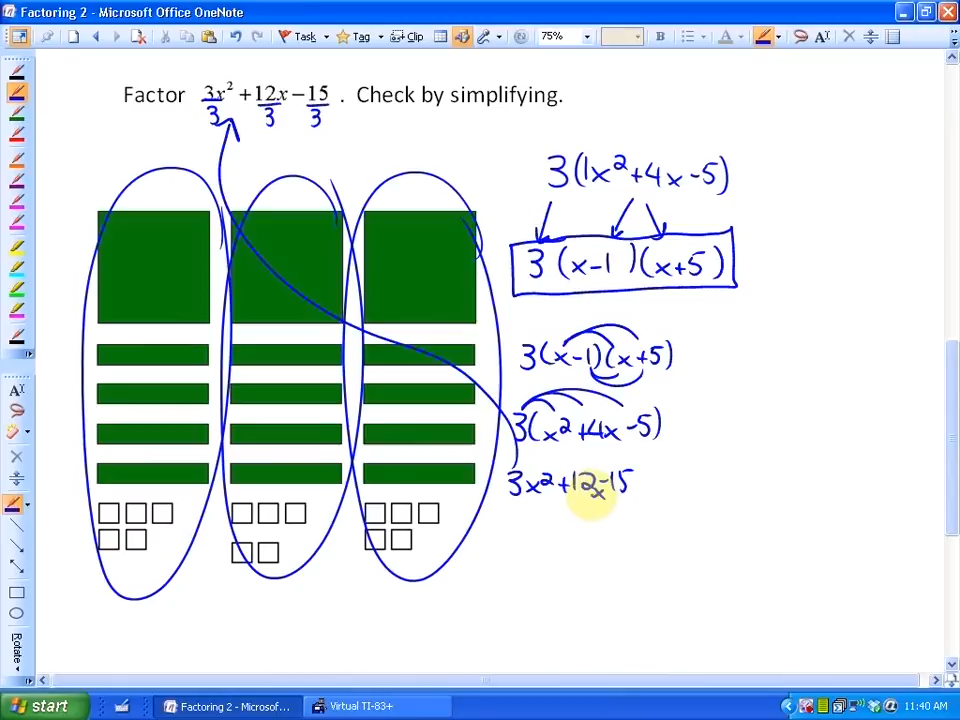 Factoring 2 - Microsoft Office OneNote
Task Tag Clip 75% B A
Factor 3x² + 12x − 15 . Check by simplifying.
3 3 3
3(1x²+4x-5)
3(x-1)(x+5)
3(x-1)(x+5)
3(x²+4x-5)
3x²+12x-15
Rotate
start Factoring 2 - Microsof... Virtual TI-83+ 11:40 AM